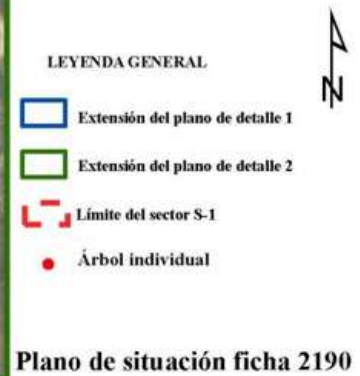 N
LEYENDA GENERAL
Extensión del plano de detalle 1
Extensión del plano de detalle 2
Límite del sector S-1
Árbol individual
Plano de situación ficha 2190